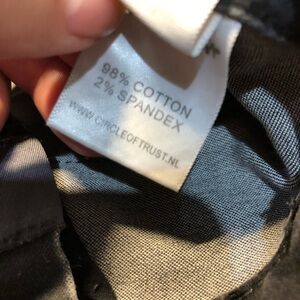 98% COTTON
2% SPANDEX
WWW.CIRCLEOFTRUST.NL